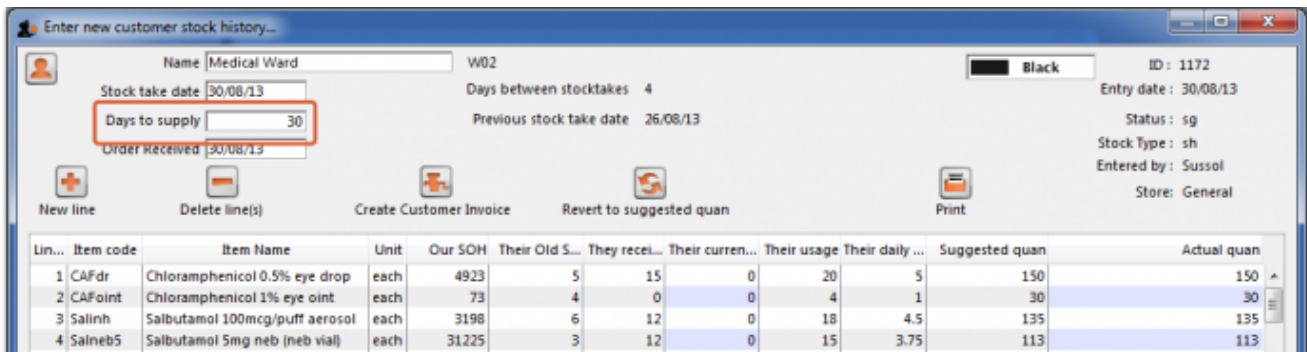 Enter new customer stock history...
Name Medical Ward W02 Black ID : 1172
Stock take date 30/08/13 Days between stocktakes 4 Entry date : 30/08/13
Days to supply 30 Previous stock take date 26/08/13 Status : sg
Order Received 30/08/13 Stock Type : sh
Entered by : Sussol
Store: General
New line Delete line(s) Create Customer Invoice Revert to suggested quan Print
Lin... Item code Item Name Unit Our SOH Their Old S... They recei... Their curren... Their usage Their daily ... Suggested quan Actual quan
1 CAFdr Chloramphenicol 0.5% eye drop each 4923 5 15 0 20 5 150 150
2 CAFoint Chloramphenicol 1% eye oint each 73 4 0 0 4 1 30 30
3 Salinh Salbutamol 100mcg/puff aerosol each 3198 6 12 0 18 4.5 135 135
4 Salneb5 Salbutamol 5mg neb (neb vial) each 31225 3 12 0 15 3.75 113 113